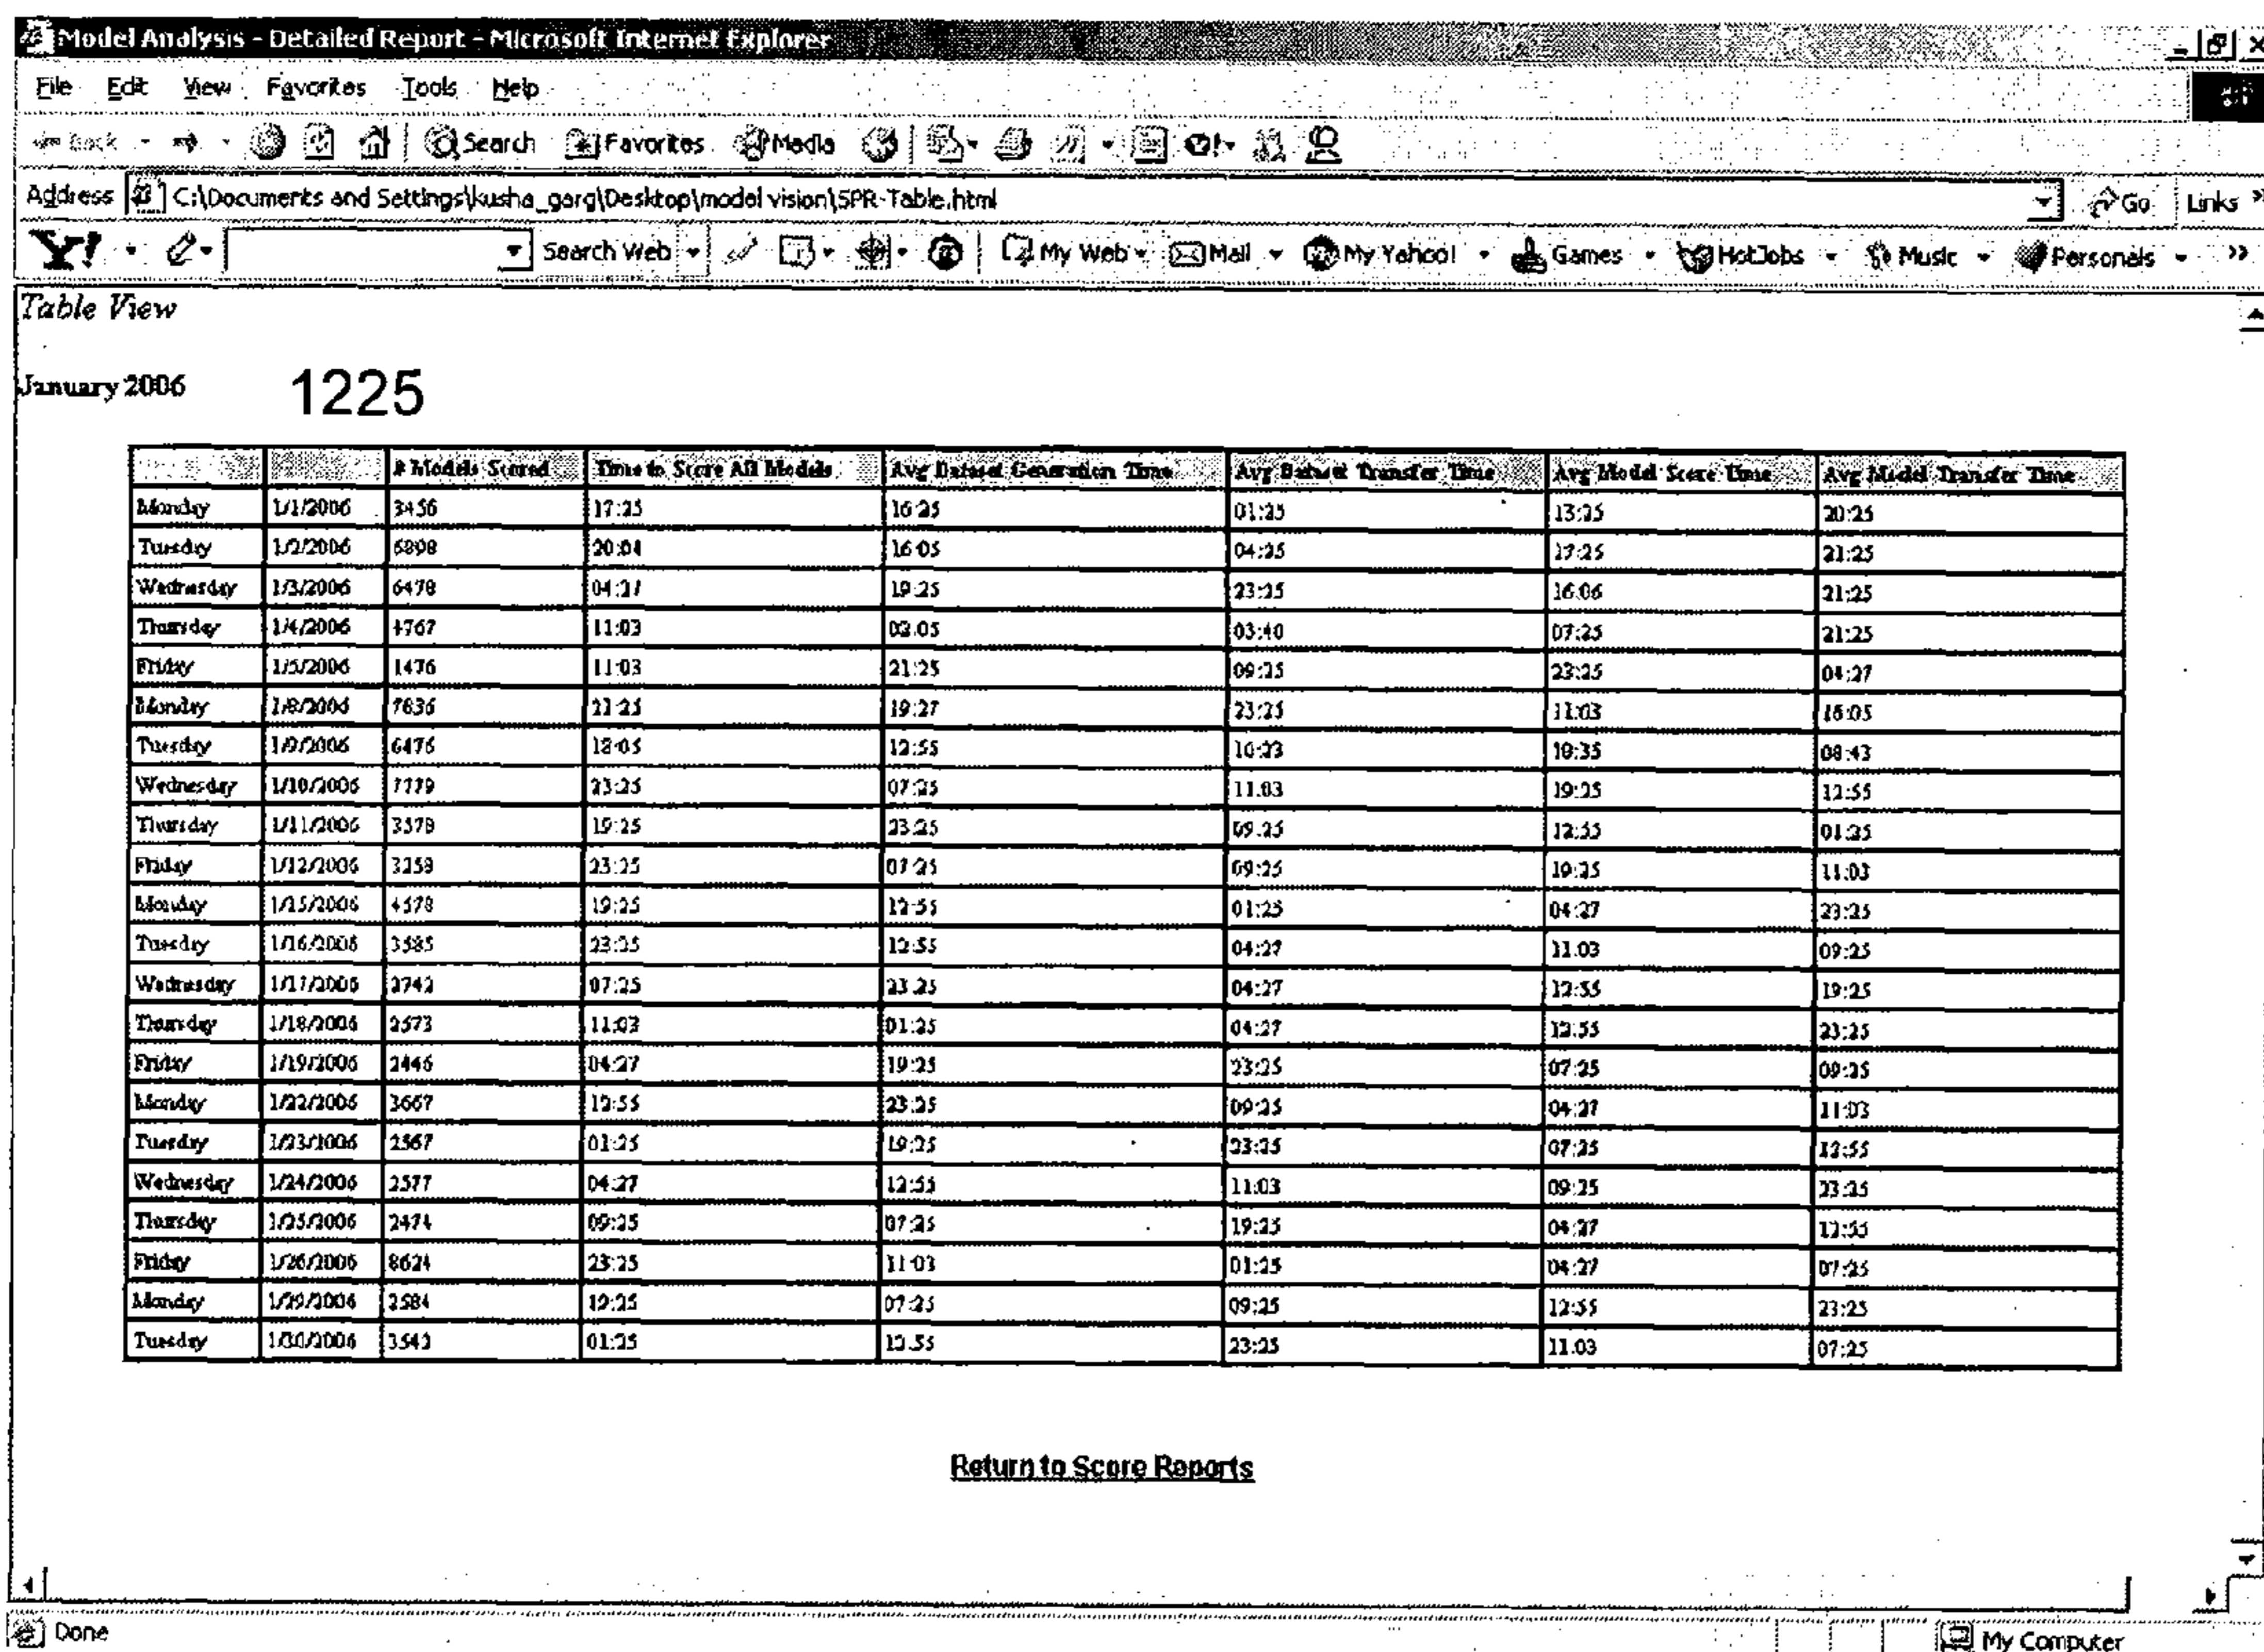 Model Analysis - Detailed Report - Microsoft Internet Explorer
File Edit View Favorites Tools Help
Back Search Favorites Media
Address C:\Documents and Settings\kusha_garg\Desktop\model vision\SPR-Table.html Go Links »
Y! Search Web My Web Mail My Yahoo! Games HotJobs Music Personals »
Table View
January 2006 1225
# Models Scored Time to Score All Models Avg Dataset Generation Time Avg Dataset Transfer Time Avg Model Score Time Avg Model Transfer Time
Monday 1/1/2006 3456 17:25 16:25 01:25 13:25 20:25
Tuesday 1/2/2006 20:04 16:05 04:25 17:25 21:25
Wednesday 1/3/2006 6478 04:27 19:25 23:25 16:06 21:25
Thursday 1/4/2006 4767 11:03 03:40 07:25 21:25
Friday 1/5/2006 1476 11:03 21:25 09:25 23:25 04:27
Monday 1/8/2006 7836 19:27 23:25 11:03 16:05
Tuesday 1/9/2006 6476 18:05 12:55 10:23 08:43
Wednesday 1/10/2006 23:25 07:25 11:03 19:25 12:55
Thursday 1/11/2006 3578 19:25 23:25 09:25 12:55 01:25
Friday 1/12/2006 3259 23:25 07:25 09:25 19:25 11:03
Monday 1/15/2006 4578 19:25 12:55 01:25 04:27 23:25
Tuesday 1/16/2006 3585 23:25 12:55 04:27 11:03 09:25
Wednesday 1/17/2006 2742 07:25 23:25 04:27 12:55 19:25
Thursday 1/18/2006 2573 11:03 01:25 04:27 12:55 23:25
Friday 1/19/2006 2446 04:27 19:25 23:25 07:25 09:25
Monday 1/22/2006 3667 12:55 23:25 09:25 04:27 11:03
Tuesday 1/23/2006 2567 01:25 19:25 23:25 07:25 12:55
Wednesday 1/24/2006 2577 04:27 12:55 11:03 09:25 23:25
Thursday 1/25/2006 2474 09:25 07:25 19:25 04:27 12:55
Friday 1/26/2006 8624 23:25 11:03 01:25 04:27 07:25
Monday 1/29/2006 2584 19:25 07:25 09:25 12:55 23:25
Tuesday 1/30/2006 3542 01:25 12:55 23:25 11:03 07:25
Return to Score Reports
Done My Computer